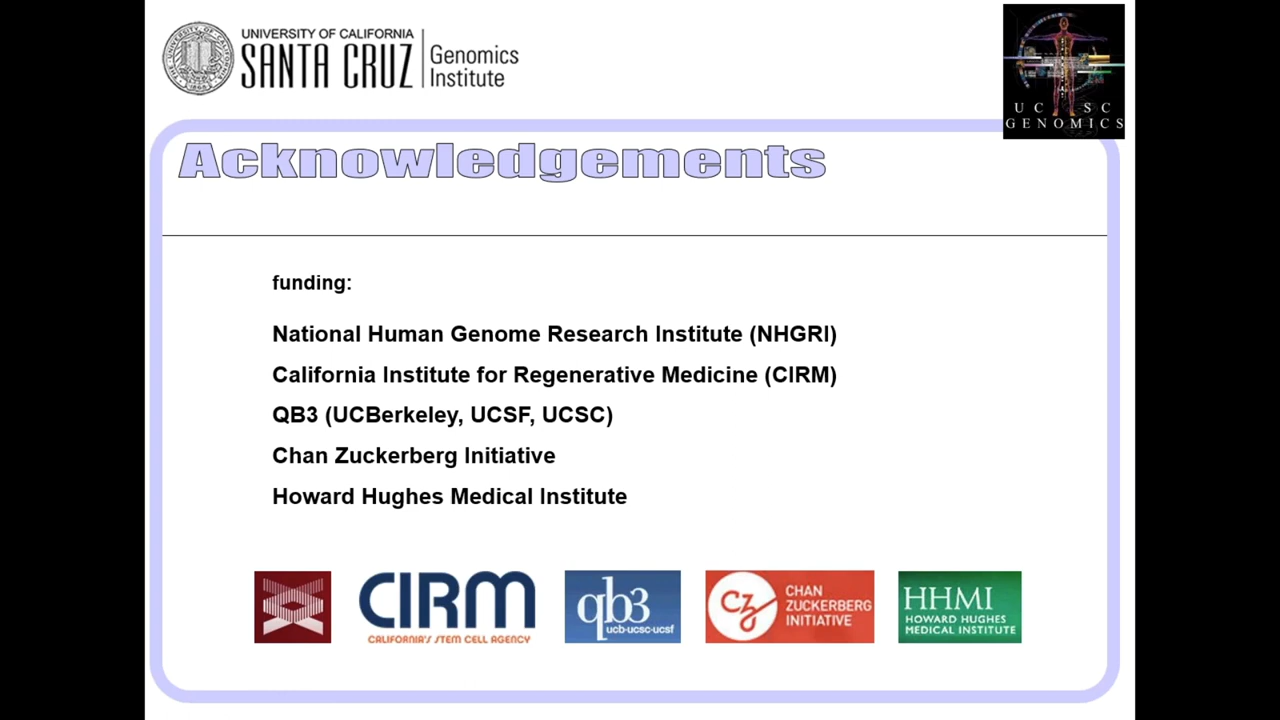 UNIVERSITY OF CALIFORNIA
SANTA CRUZ
Genomics
Institute
UC SC
GENOMICS
Acknowledgements
funding:
National Human Genome Research Institute (NHGRI)
California Institute for Regenerative Medicine (CIRM)
QB3 (UCBerkeley, UCSF, UCSC)
Chan Zuckerberg Initiative
Howard Hughes Medical Institute
CIRM
CALIFORNIA'S STEM CELL AGENCY
qb3
ucb·ucsc·ucsf
CZ
CHAN
ZUCKERBERG
INITIATIVE
HHMI
HOWARD HUGHES
MEDICAL INSTITUTE